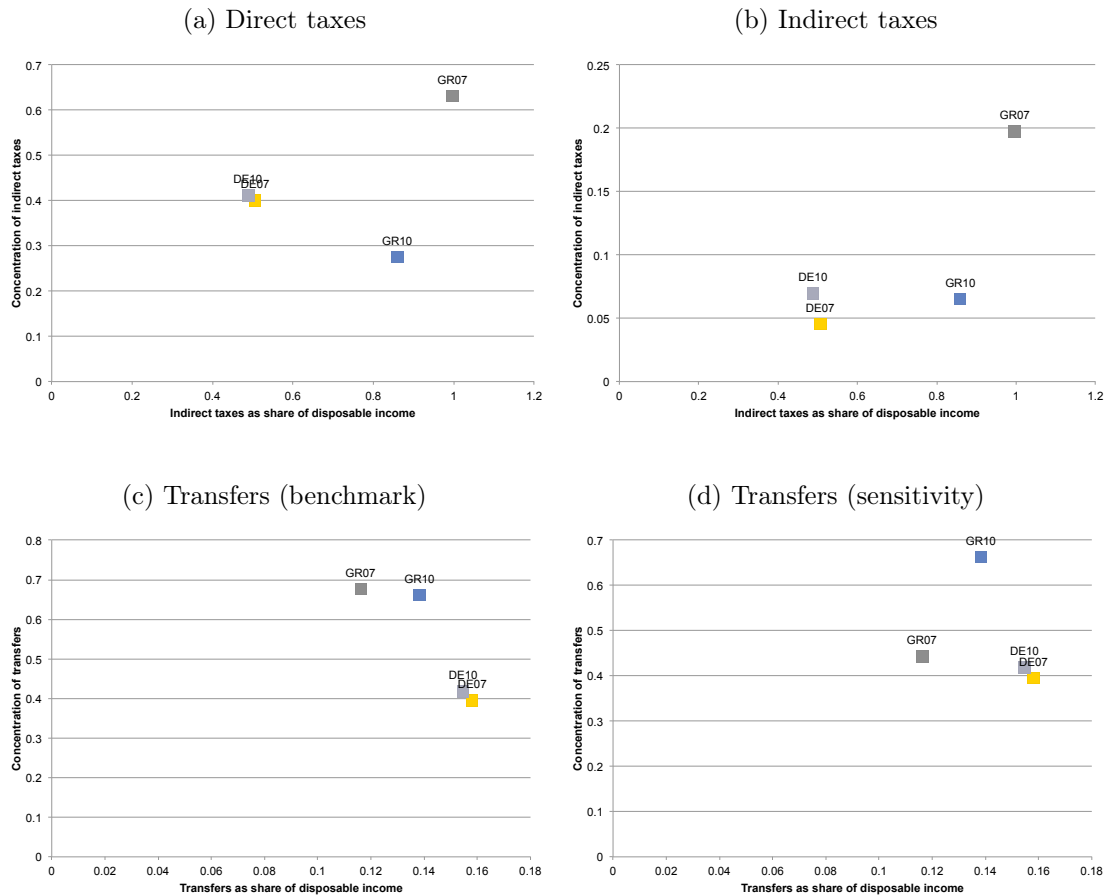 (a) Direct taxes
Concentration of indirect taxes
0.7
0.6
0.5
0.4
0.3
0.2
0.1
0
GR07
DE10
DE07
GR10
0 0.2 0.4 0.6 0.8 1 1.2
Indirect taxes as share of disposable income
(b) Indirect taxes
Concentration of indirect taxes
0.25
0.2
0.15
0.1
0.05
0
GR07
DE10
GR10
DE07
0 0.2 0.4 0.6 0.8 1 1.2
Indirect taxes as share of disposable income
(c) Transfers (benchmark)
Concentration of transfers
0.8
0.7
0.6
0.5
0.4
0.3
0.2
0.1
0
GR07 GR10
DE10
DE07
0 0.02 0.04 0.06 0.08 0.1 0.12 0.14 0.16 0.18
Transfers as share of disposable income
(d) Transfers (sensitivity)
Concentration of transfers
0.7
0.6
0.5
0.4
0.3
0.2
0.1
0
GR10
GR07
DE10
DE07
0 0.02 0.04 0.06 0.08 0.1 0.12 0.14 0.16 0.18
Transfers as share of disposable income